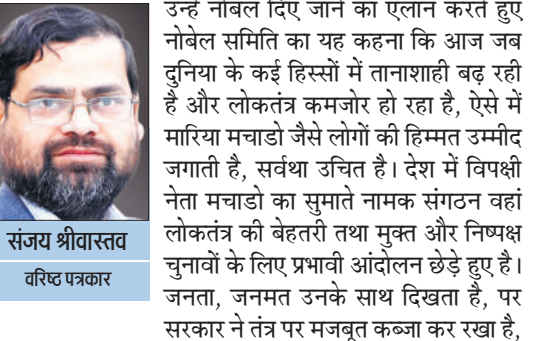 उन्हें नोबल दिए जाने का एलान करते हुए
नोबेल समिति का यह कहना कि आज जब
दुनिया के कई हिस्सों में तानाशाही बढ़ रही
है और लोकतंत्र कमजोर हो रहा है, ऐसे में
मारिया मचाडो जैसे लोगों की हिम्मत उम्मीद
जगाती है, सर्वथा उचित है। देश में विपक्षी
नेता मचाडो का सुमाते नामक संगठन वहां
लोकतंत्र की बेहतरी तथा मुक्त और निष्पक्ष
चुनावों के लिए प्रभावी आंदोलन छेड़े हुए है।
जनता, जनमत उनके साथ दिखता है, पर
सरकार ने तंत्र पर मजबूत कब्जा कर रखा है,
संजय श्रीवास्तव
वरिष्ठ पत्रकार